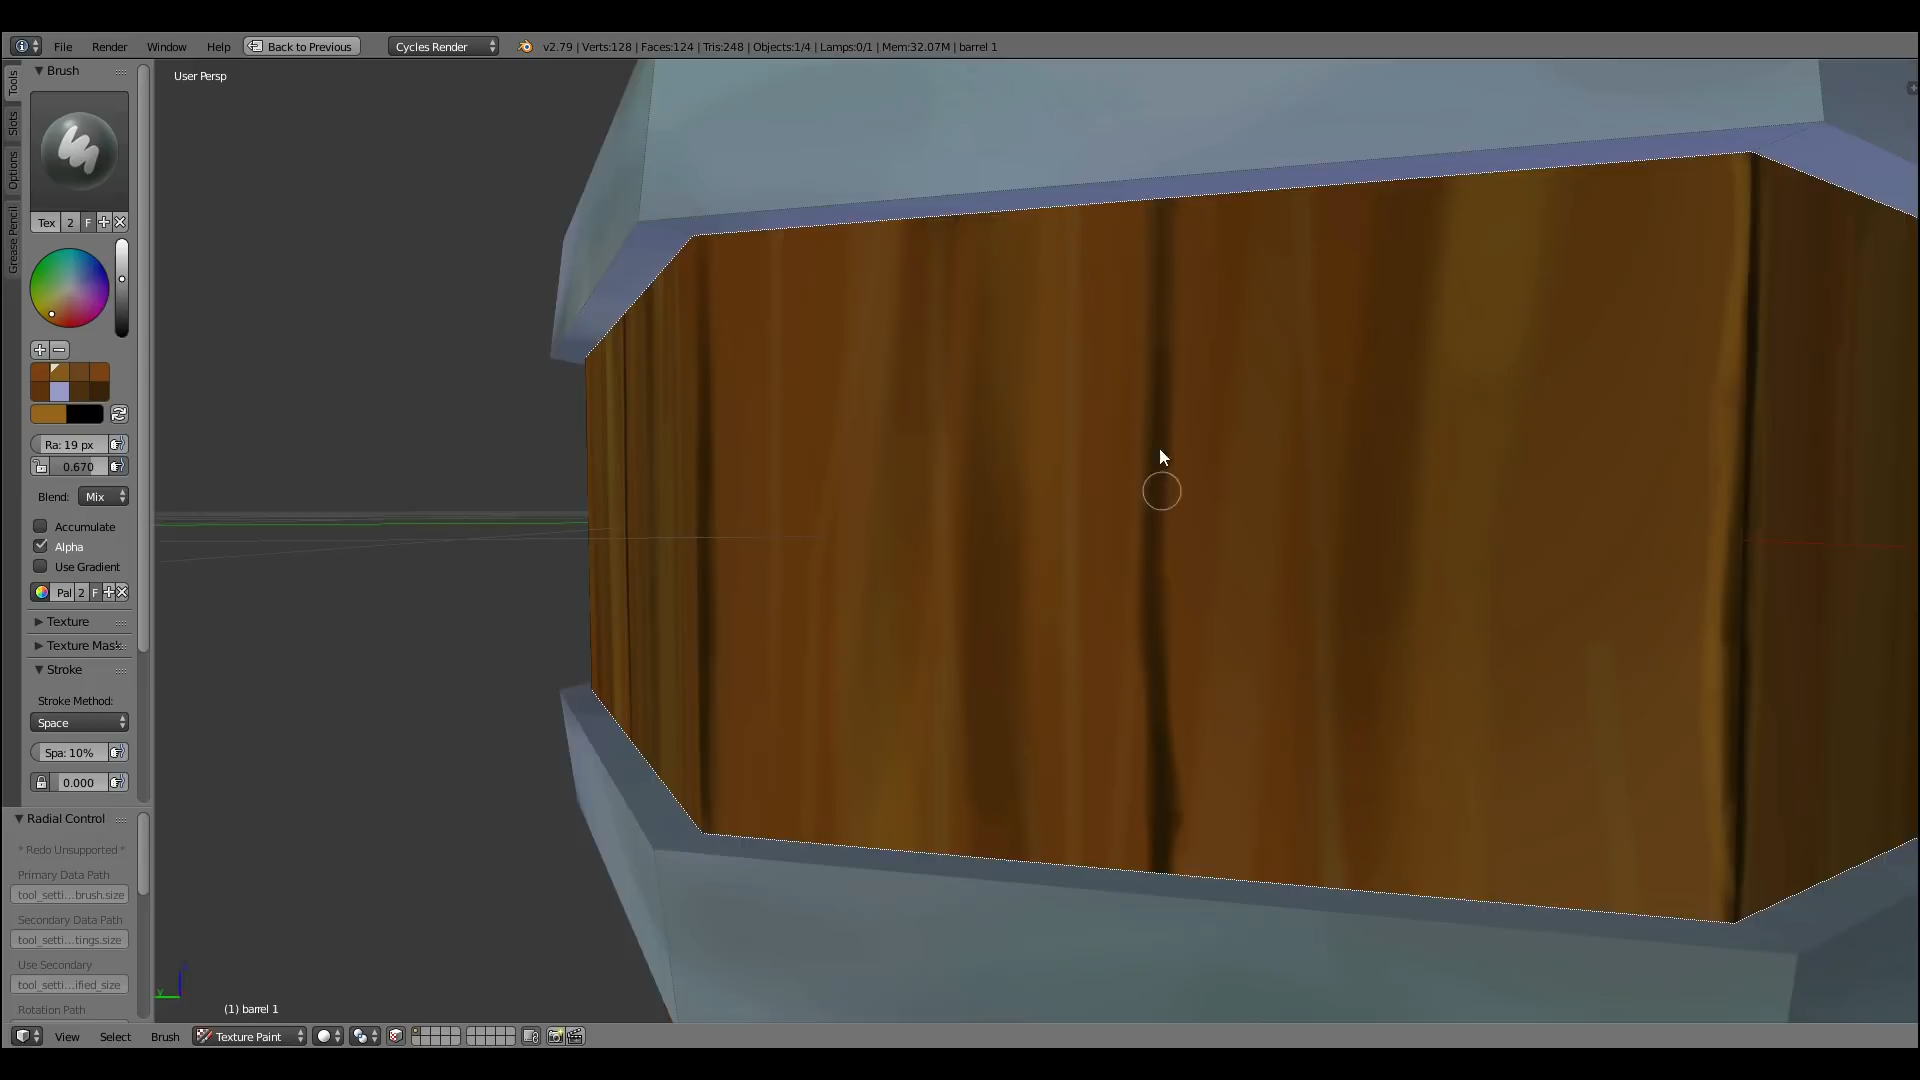 File Render Window Help Back to Previous Cycles Render v2.79 | Verts:128 | Faces:124 | Tris:248 | Objects:1/4 | Lamps:0/1 | Mem:32.07M | barrel 1
Tools
Slots
Options
Grease Pencil
Brush
User Persp
Tex 2 F
Ra: 19 px
0.670
Blend: Mix
Accumulate
Alpha
Use Gradient
Pal 2 F
Texture
Texture Mask
Stroke
Stroke Method:
Space
Spa: 10%
0.000
Radial Control
* Redo Unsupported *
Primary Data Path
tool_setti...brush.size
Secondary Data Path
tool_setti...tings.size
Use Secondary
tool_setti...ified_size
Rotation Path
y
(1) barrel 1
View Select Brush Texture Paint